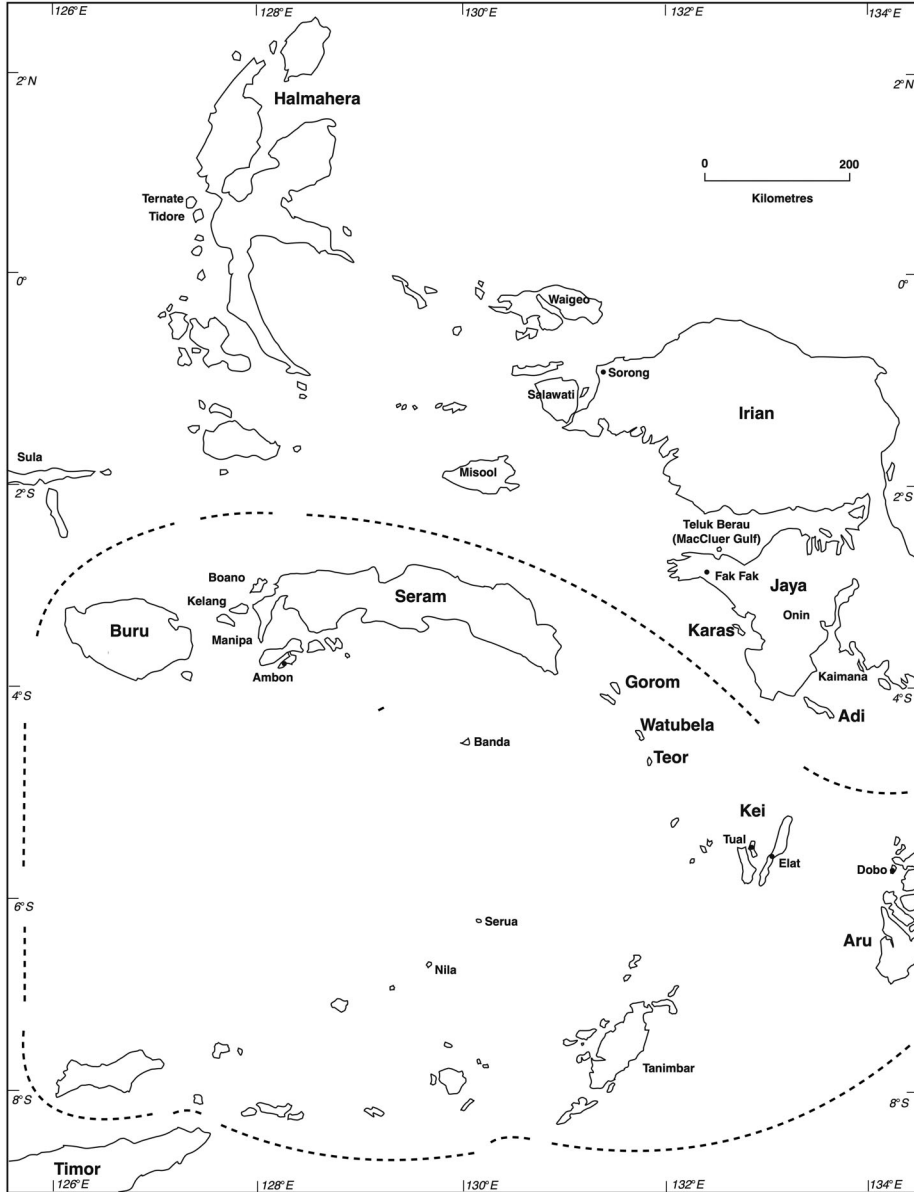 126°E
128°E
130°E
132°E
134°E
2°N
Halmahera
0
200
Kilometres
Ternate
Tidore
0°
0°
Waigeo
Sorong
Salawati
Irian
Sula
Misool
2°S
2°S
Teluk Berau
(MacCluer Gulf)
Boano
Fak Fak
Jaya
Seram
Kelang
Onin
Buru
Karas
Manipa
Ambon
Kaimana
Gorom
4°S
4°S
Adi
Watubela
Banda
Teor
Kei
Tual
Elat
Dobo
6°S
Serua
Aru
Nila
Tanimbar
8°S
8°S
Timor
126°E
128°E
130°E
132°E
134°E